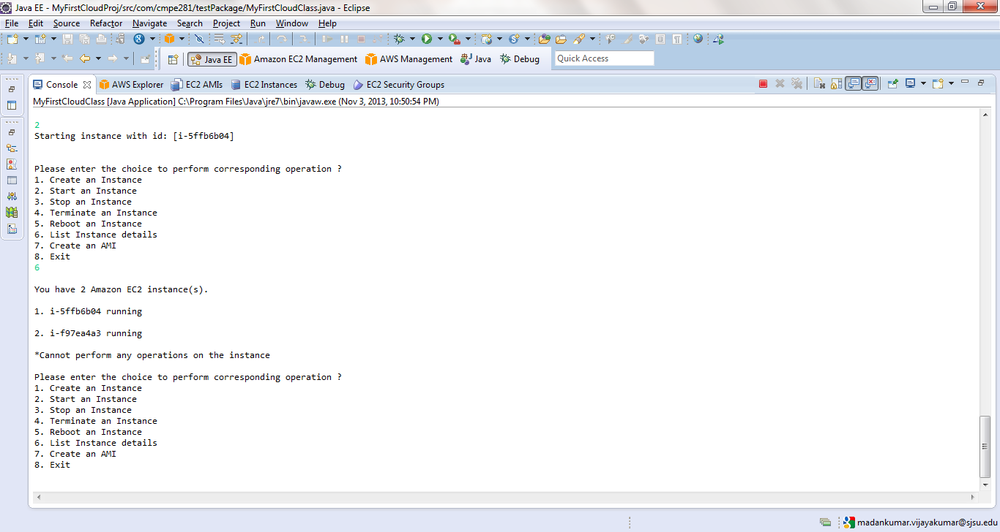 Java EE - MyFirstCloudProj/src/com/cmpe281/testPackage/MyFirstCloudClass.java - Eclipse
File Edit Source Refactor Navigate Search Project Run Window Help
Java EE Amazon EC2 Management AWS Management Java Debug Quick Access
Console AWS Explorer EC2 AMIs EC2 Instances Debug EC2 Security Groups
MyFirstCloudClass [Java Application] C:\Program Files\Java\jre7\bin\javaw.exe (Nov 3, 2013, 10:50:54 PM)
2
Starting instance with id: [i-5ffb6b04]
Please enter the choice to perform corresponding operation ?
1. Create an Instance
2. Start an Instance
3. Stop an Instance
4. Terminate an Instance
5. Reboot an Instance
6. List Instance details
7. Create an AMI
8. Exit
6
You have 2 Amazon EC2 instance(s).
1. i-5ffb6b04 running
2. i-f97ea4a3 running
*Cannot perform any operations on the instance
Please enter the choice to perform corresponding operation ?
1. Create an Instance
2. Start an Instance
3. Stop an Instance
4. Terminate an Instance
5. Reboot an Instance
6. List Instance details
7. Create an AMI
8. Exit
madankumar.vijayakumar@sjsu.edu